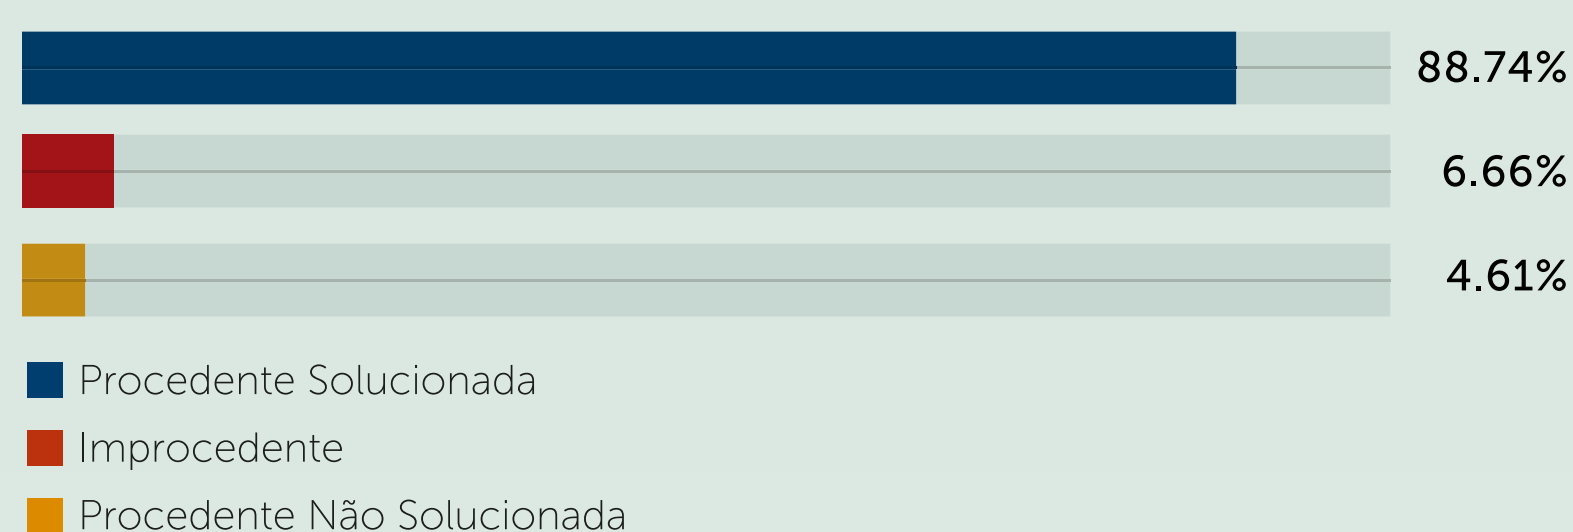 88.74%
6.66%
4.61%
Procedente Solucionada
Improcedente
Procedente Não Solucionada